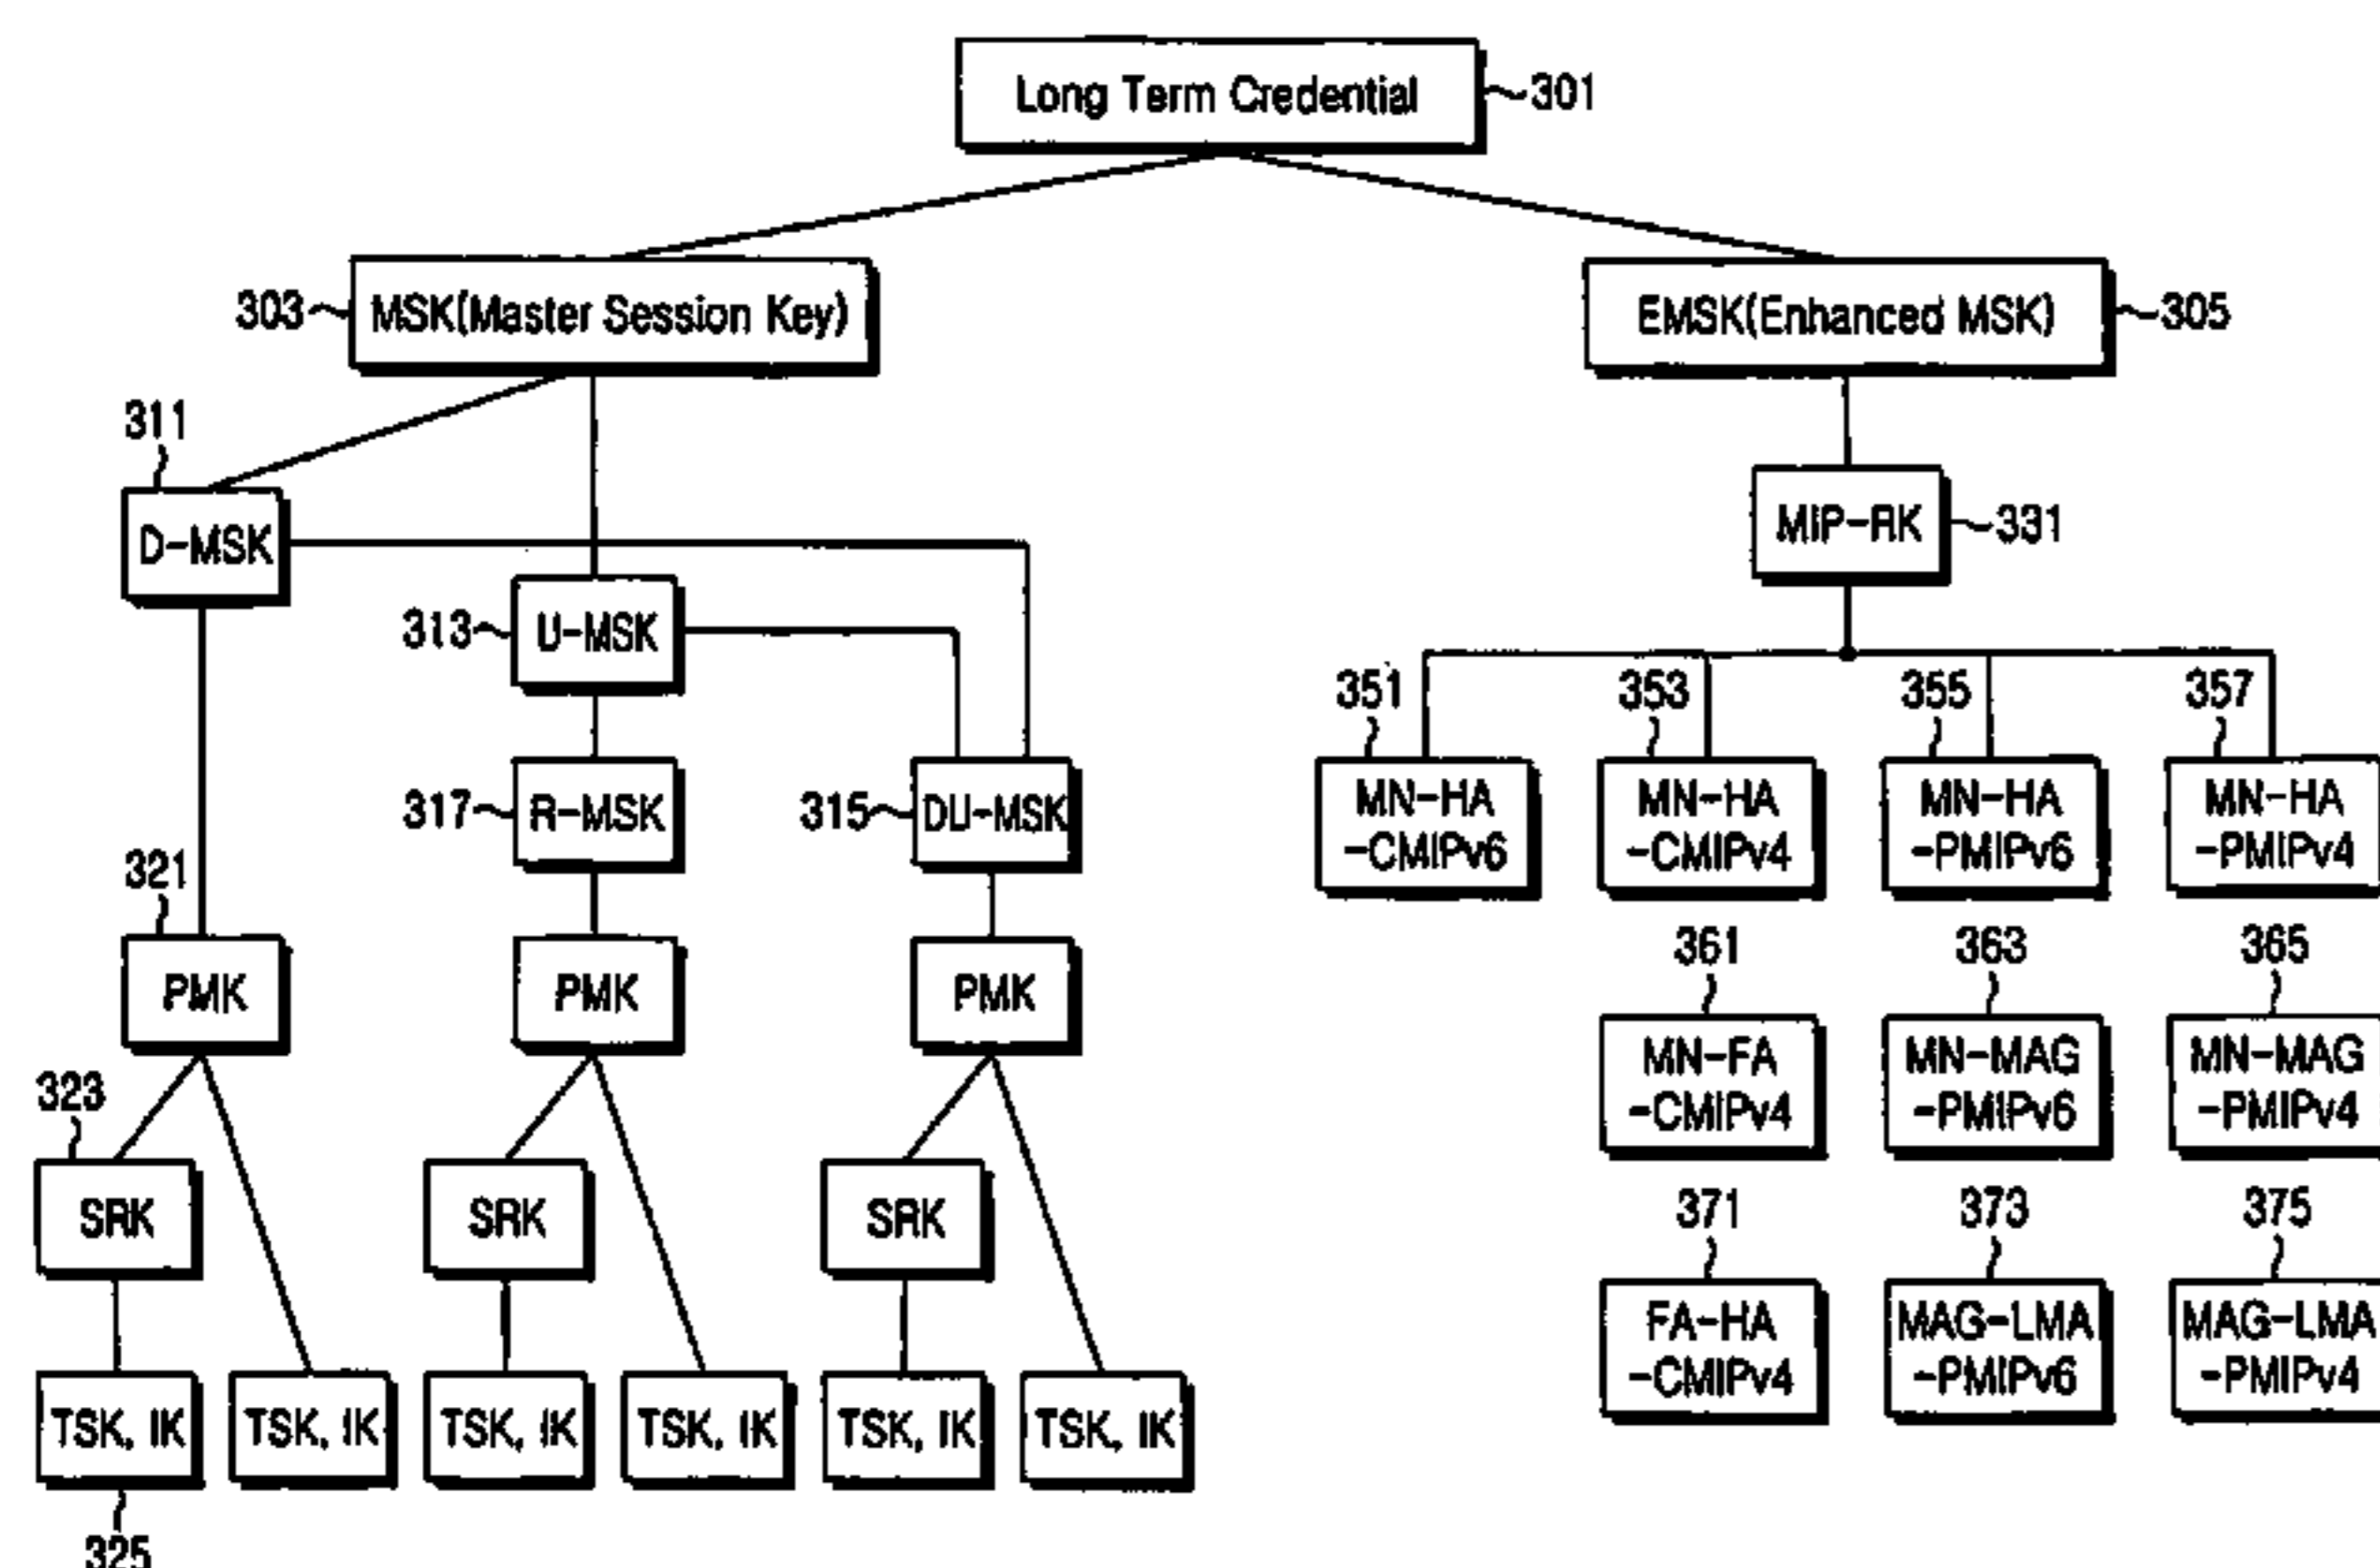 Long Term Credential
301
303
MSK(Master Session Key)
EMSK(Enhanced MSK)
305
311
D-MSK
MIP-RK
331
313
U-MSK
351
353
355
357
317
R-MSK
315
DU-MSK
MN-HA
-CMIPv6
MN-HA
-CMIPv4
MN-HA
-PMIPv6
MN-HA
-PMIPv4
321
PMK
PMK
PMK
361
363
365
MN-FA
-CMIPv4
MN-MAG
-PMIPv6
MN-MAG
-PMIPv4
323
SRK
SRK
SRK
371
373
375
FA-HA
-CMIPv4
MAG-LMA
-PMIPv6
MAG-LMA
-PMIPv4
TSK, IK
TSK, IK
TSK, IK
TSK, IK
TSK, IK
TSK, IK
325